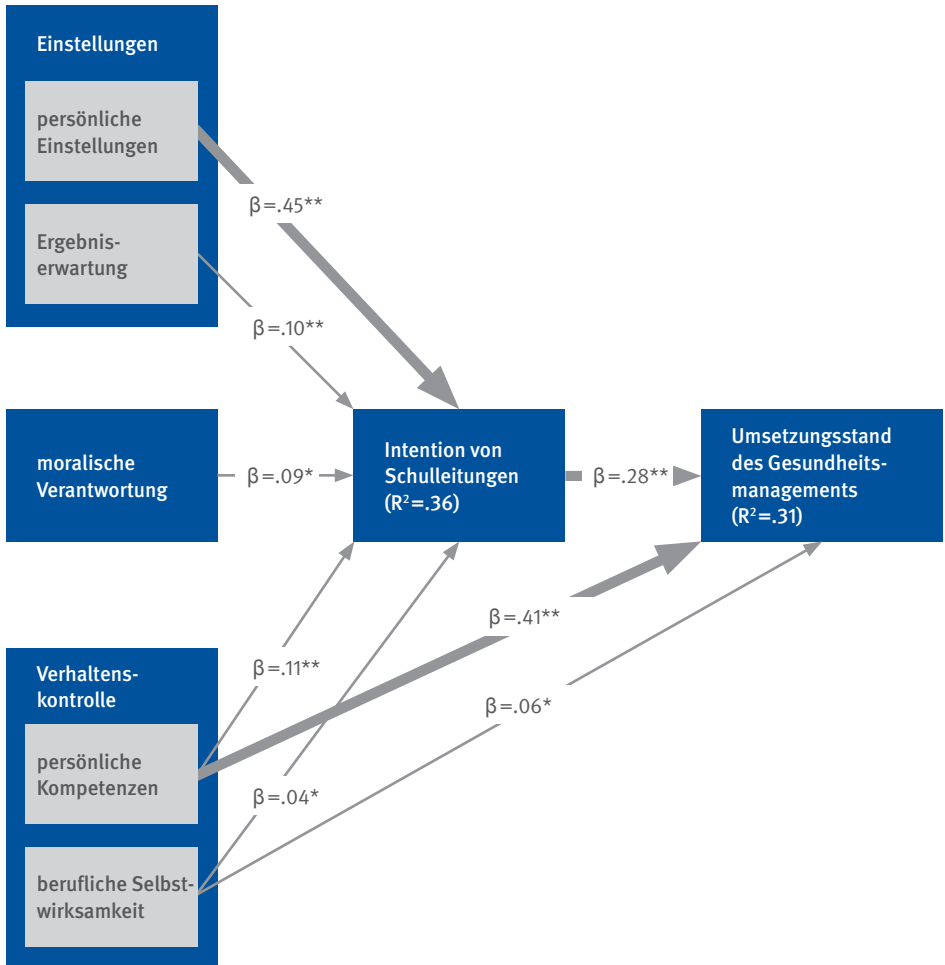 Einstellungen
persönliche
Einstellungen
β=.45**
Ergebnis-
erwartung
β=.10**
moralische
Verantwortung
β=.09*
Intention von
Schulleitungen
(R²=.36)
β=.28**
Umsetzungsstand
des Gesundheits-
managements
(R²=.31)
β=.41**
Verhaltens-
kontrolle
β=.11**
β=.06*
persönliche
Kompetenzen
β=.04*
berufliche Selbst-
wirksamkeit